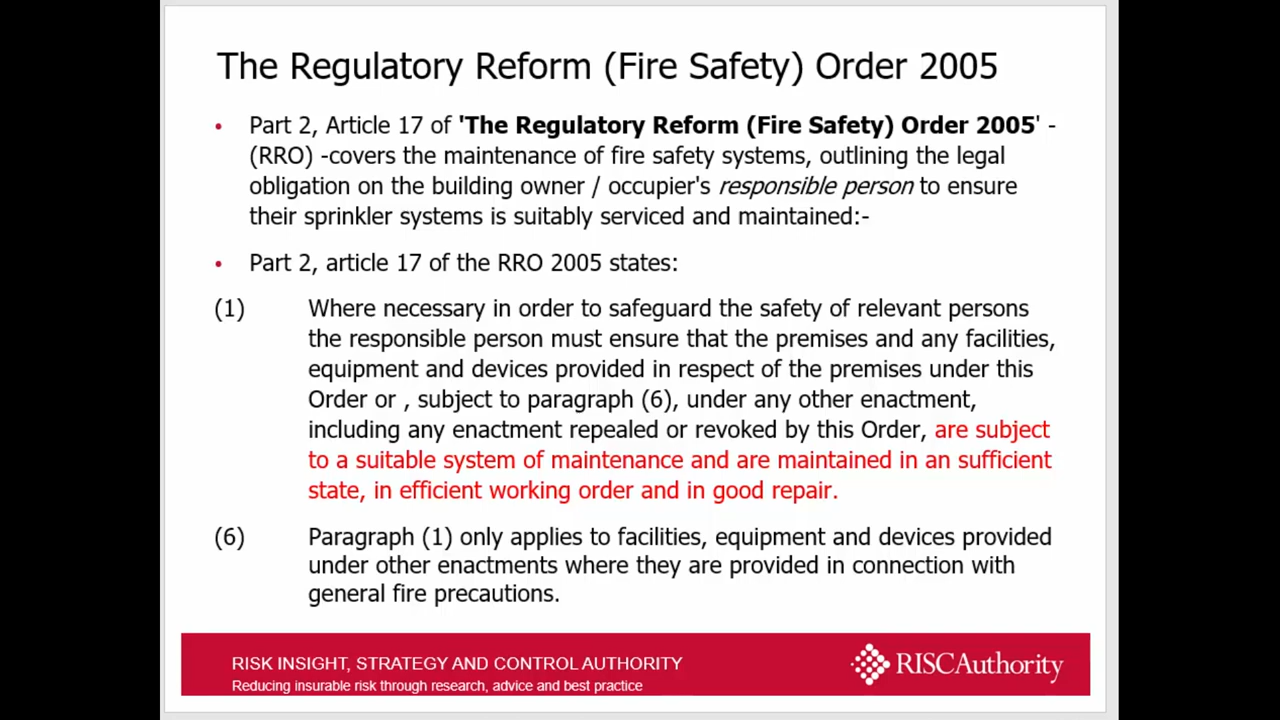 The Regulatory Reform (Fire Safety) Order 2005
• Part 2, Article 17 of 'The Regulatory Reform (Fire Safety) Order 2005' -
(RRO) -covers the maintenance of fire safety systems, outlining the legal
obligation on the building owner / occupier's responsible person to ensure
their sprinkler systems is suitably serviced and maintained:-
• Part 2, article 17 of the RRO 2005 states:
(1) Where necessary in order to safeguard the safety of relevant persons
the responsible person must ensure that the premises and any facilities,
equipment and devices provided in respect of the premises under this
Order or , subject to paragraph (6), under any other enactment,
including any enactment repealed or revoked by this Order, are subject
to a suitable system of maintenance and are maintained in an sufficient
state, in efficient working order and in good repair.
(6) Paragraph (1) only applies to facilities, equipment and devices provided
under other enactments where they are provided in connection with
general fire precautions.
RISK INSIGHT, STRATEGY AND CONTROL AUTHORITY
Reducing insurable risk through research, advice and best practice
RISCAuthority